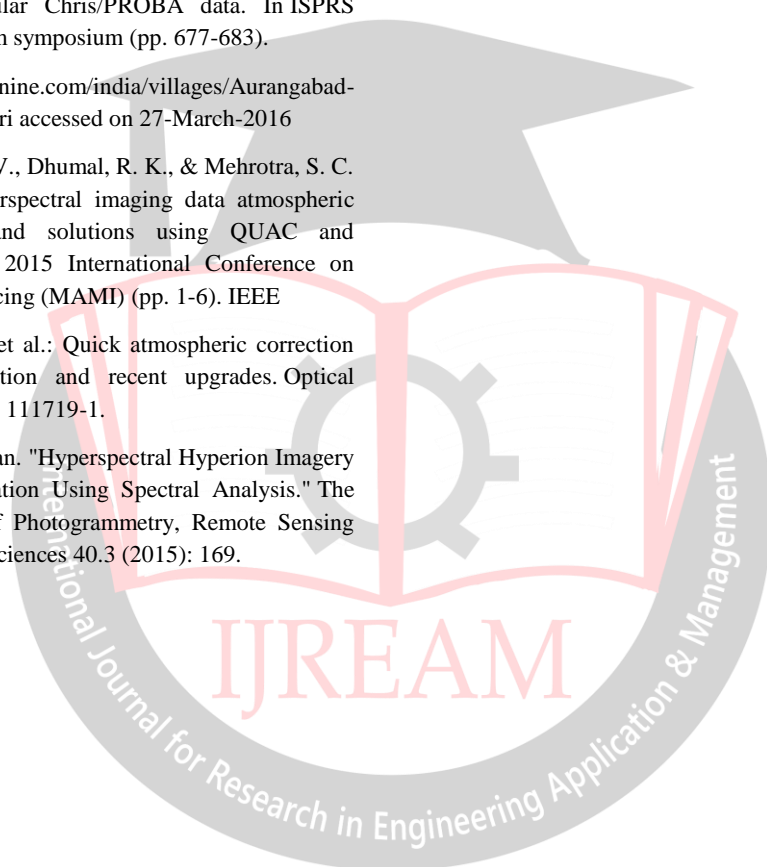 ular Chris/PROBA data. In ISPRS
n symposium (pp. 677-683).
nine.com/india/villages/Aurangabad-
ri accessed on 27-March-2016
V., Dhumal, R. K., & Mehrotra, S. C.
erspectral imaging data atmospheric
and solutions using QUAC and
2015 International Conference on
cing (MAMI) (pp. 1-6). IEEE
et al.: Quick atmospheric correction
tion and recent upgrades. Optical
111719-1.
an. "Hyperspectral Hyperion Imagery
ation Using Spectral Analysis." The
f Photogrammetry, Remote Sensing
ciences 40.3 (2015): 169.
IJREAM
International Journal for Research in Engineering Application & Management